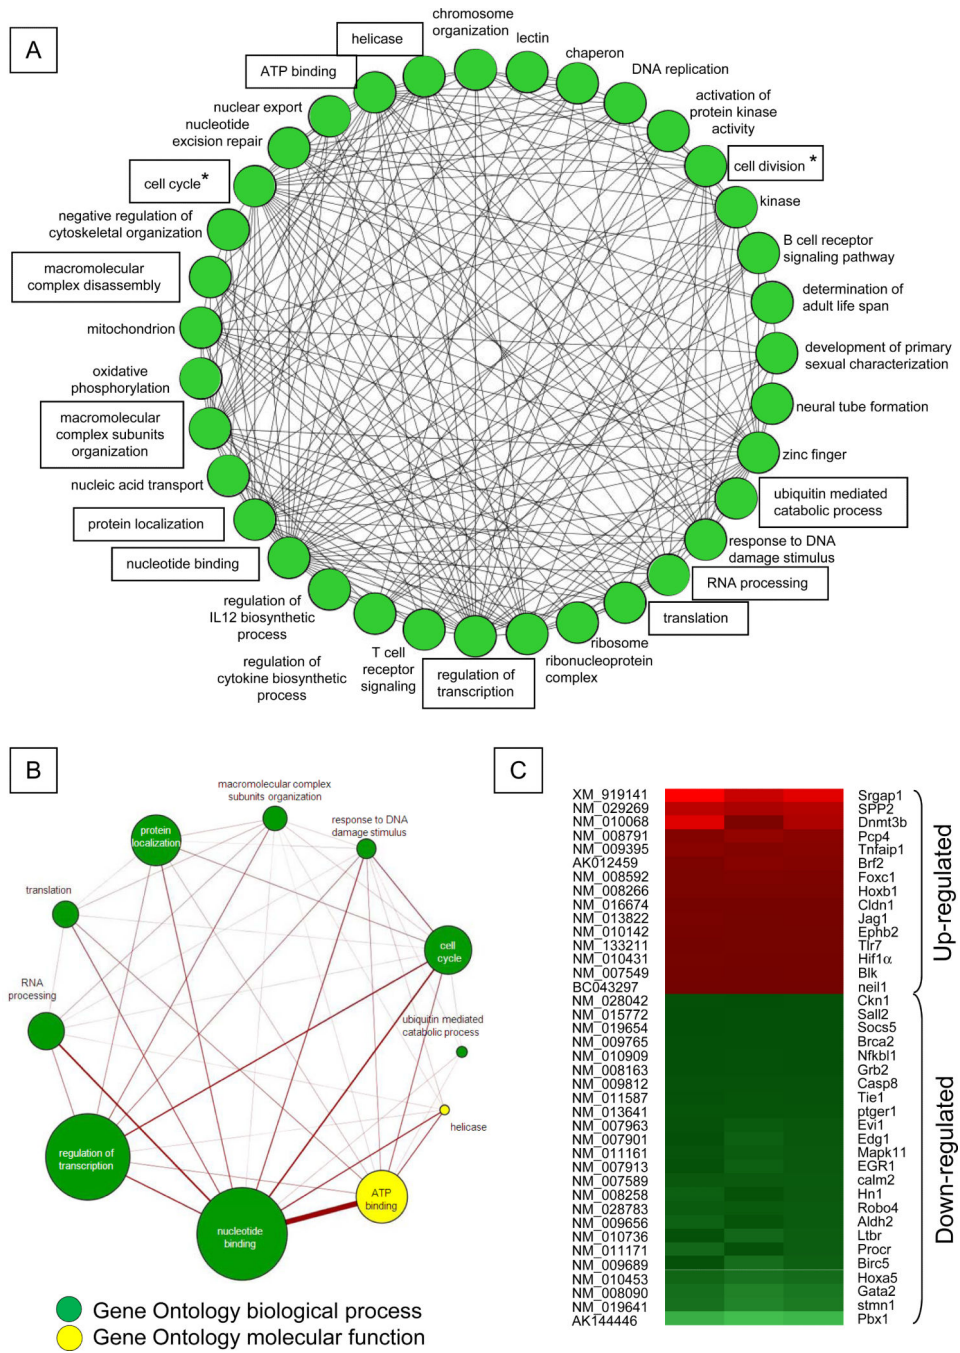 A
chromosome
organization
lectin
chaperon
DNA replication
activation of
protein kinase
activity
cell division*
kinase
B cell receptor
signaling pathway
determination of
adult life span
development of primary
sexual characterization
neural tube formation
zinc finger
ubiquitin mediated
catabolic process
response to DNA
damage stimulus
RNA processing
translation
ribosome
ribonucleoprotein
complex
regulation of
transcription
T cell
receptor
signaling
regulation of
cytokine biosynthetic
process
regulation of
IL12 biosynthetic
process
nucleotide binding
protein localization
nucleic acid transport
macromolecular
complex subunits
organization
oxidative
phosphorylation
mitochondrion
macromolecular
complex disassembly
negative regulation of
cytoskeletal organization
cell cycle*
nucleotide
excision repair
nuclear export
ATP binding
helicase
B
macromolecular complex
subunits organization
response to DNA
damage stimulus
protein
localization
translation
cell
cycle
RNA
processing
ubiquitin mediated
catabolic process
helicase
regulation of
transcription
ATP
binding
nucleotide
binding
Gene Ontology biological process
Gene Ontology molecular function
C
XM_919141 Srgap1
NM_029269 SPP2
NM_010068 Dnmt3b
NM_008791 Pcp4
NM_009395 Tnfaip1
AK012459 Brf2
NM_008592 Foxc1
NM_008266 Hoxb1
NM_016674 Cldn1
NM_013822 Jag1
NM_010142 Ephb2
NM_133211 Tlr7
NM_010431 Hif1α
NM_007549 Blk
BC043297 neil1
NM_028042 Ckn1
NM_015772 Sall2
NM_019654 Socs5
NM_009765 Brca2
NM_010909 Nfkbl1
NM_008163 Grb2
NM_009812 Casp8
NM_011587 Tie1
NM_013641 ptger1
NM_007963 Evi1
NM_007901 Edg1
NM_011161 Mapk11
NM_007913 EGR1
NM_007589 calm2
NM_008258 Hn1
NM_028783 Robo4
NM_009656 Aldh2
NM_010736 Ltbr
NM_011171 Procr
NM_009689 Birc5
NM_010453 Hoxa5
NM_008090 Gata2
NM_019641 stmn1
AK144446 Pbx1
Up-regulated
Down-regulated